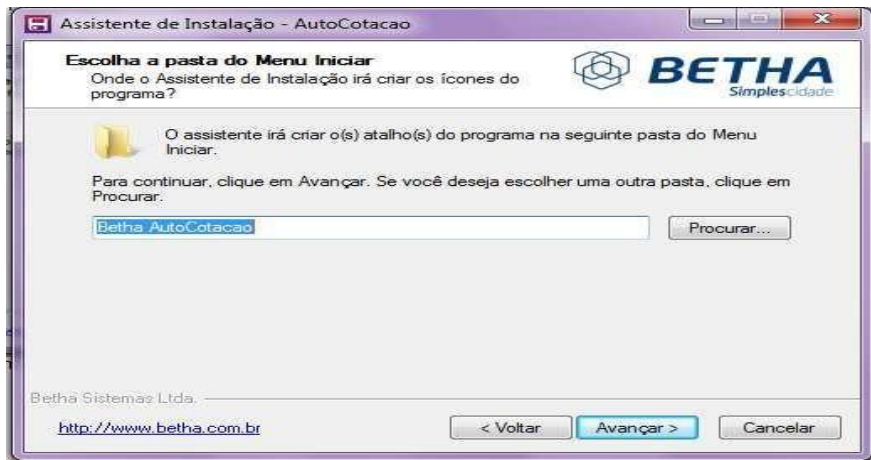 Assistente de Instalação - AutoCotacao
Escolha a pasta do Menu Iniciar
Onde o Assistente de Instalação irá criar os ícones do
programa?
BETHA
Simplescidade
O assistente irá criar o(s) atalho(s) do programa na seguinte pasta do Menu
Iniciar.
Para continuar, clique em Avançar. Se você deseja escolher uma outra pasta, clique em
Procurar.
Betha AutoCotacao
Procurar...
Betha Sistemas Ltda.
http://www.betha.com.br
< Voltar
Avançar >
Cancelar